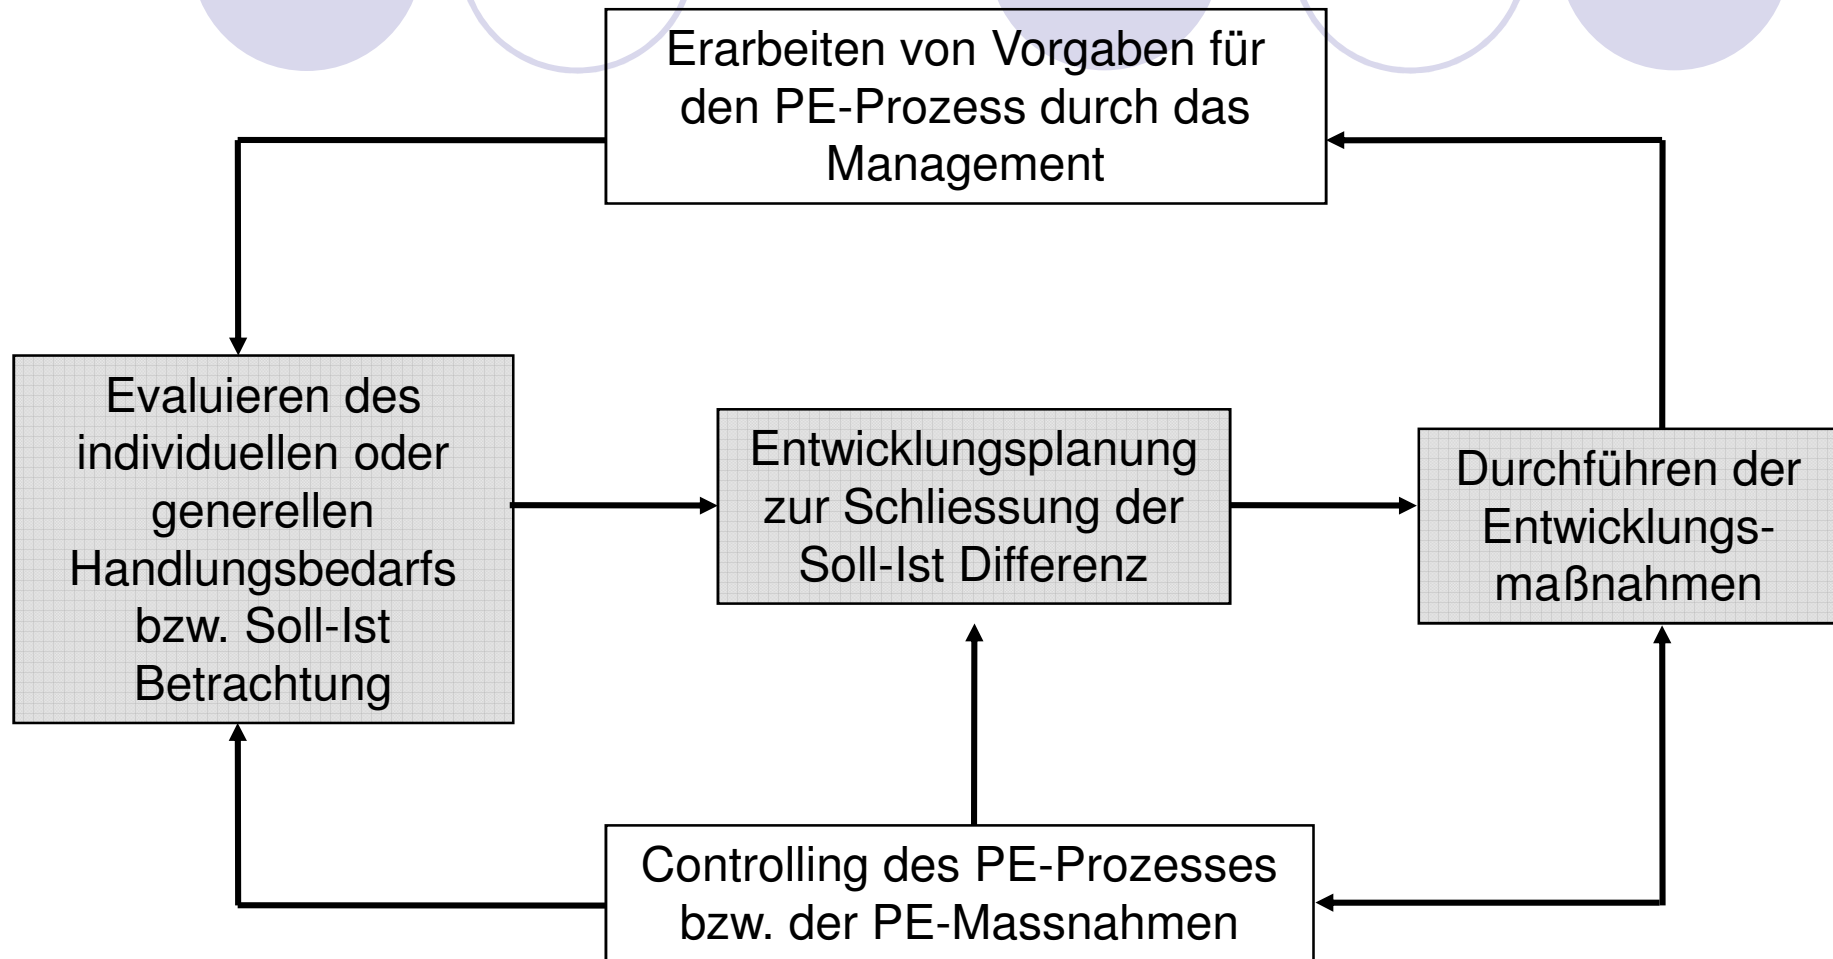 Erarbeiten von Vorgaben für
den PE-Prozess durch das
Management
Evaluieren des
individuellen oder
generellen
Handlungsbedarfs
bzw. Soll-Ist
Betrachtung
Entwicklungsplanung
zur Schliessung der
Soll-Ist Differenz
Durchführen der
Entwicklungs-
maßnahmen
Controlling des PE-Prozesses
bzw. der PE-Massnahmen